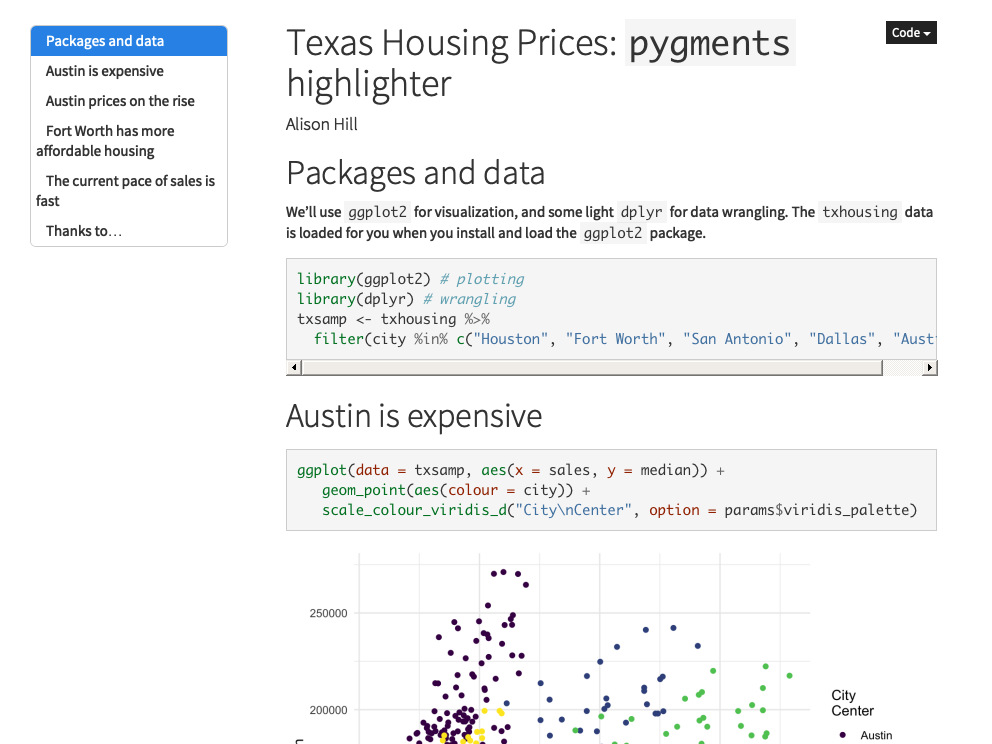 Packages and data
Austin is expensive
Austin prices on the rise
Fort Worth has more
affordable housing
The current pace of sales is
fast
Thanks to…
Code
Texas Housing Prices: pygments
highlighter
Alison Hill
Packages and data
We’ll use ggplot2 for visualization, and some light dplyr for data wrangling. The txhousing data
is loaded for you when you install and load the ggplot2 package.
library(ggplot2) # plotting
library(dplyr) # wrangling
txsamp <- txhousing %>%
  filter(city %in% c("Houston", "Fort Worth", "San Antonio", "Dallas", "Aust
Austin is expensive
ggplot(data = txsamp, aes(x = sales, y = median)) +
   geom_point(aes(colour = city)) +
   scale_colour_viridis_d("City\nCenter", option = params$viridis_palette)
250000
200000
City
Center
Austin